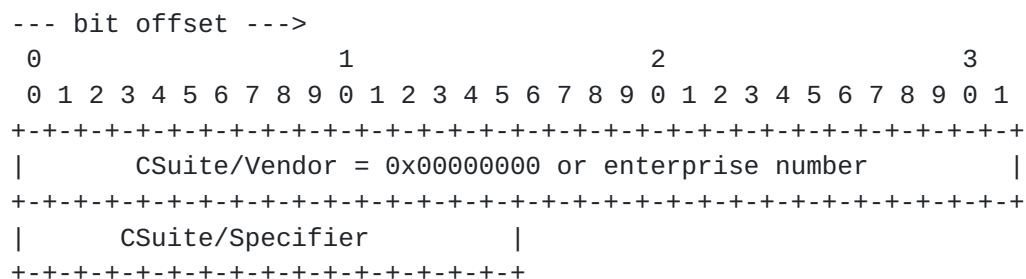 --- bit offset --->
 0                   1                   2                   3
 0 1 2 3 4 5 6 7 8 9 0 1 2 3 4 5 6 7 8 9 0 1 2 3 4 5 6 7 8 9 0 1
+-+-+-+-+-+-+-+-+-+-+-+-+-+-+-+-+-+-+-+-+-+-+-+-+-+-+-+-+-+-+-+-+
|       CSuite/Vendor = 0x00000000 or enterprise number         |
+-+-+-+-+-+-+-+-+-+-+-+-+-+-+-+-+-+-+-+-+-+-+-+-+-+-+-+-+-+-+-+-+
|      CSuite/Specifier         |
+-+-+-+-+-+-+-+-+-+-+-+-+-+-+-+-+